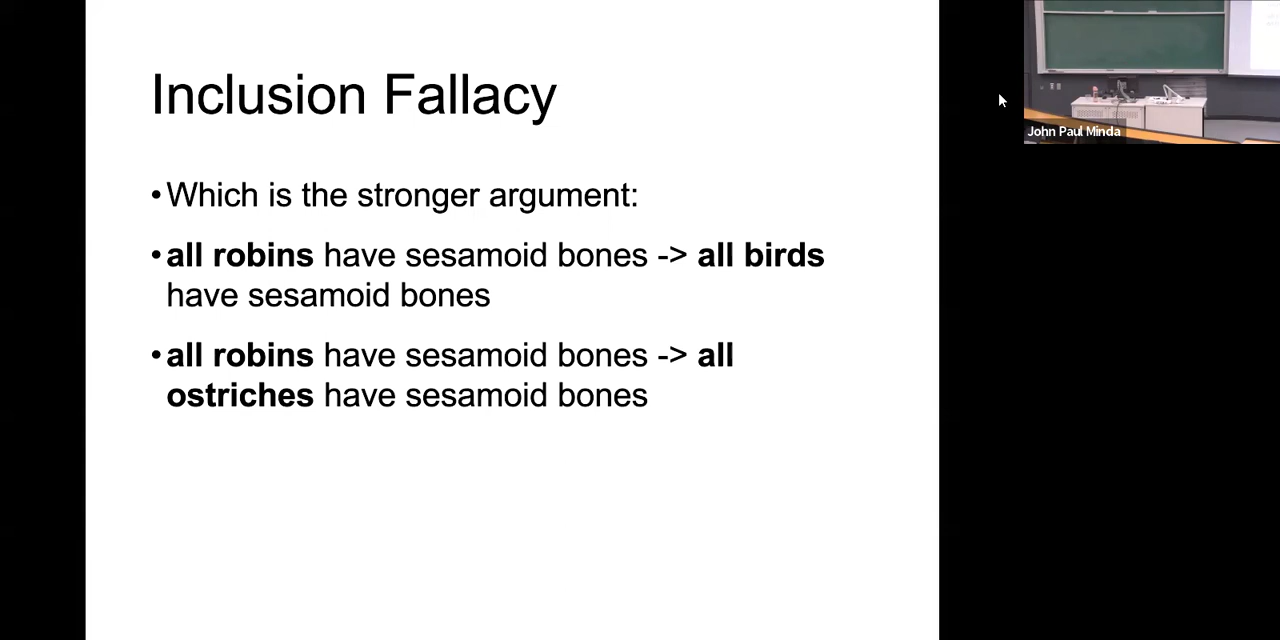 Inclusion Fallacy
•Which is the stronger argument:
•all robins have sesamoid bones -> all birds
have sesamoid bones
•all robins have sesamoid bones -> all
ostriches have sesamoid bones
John Paul Minda